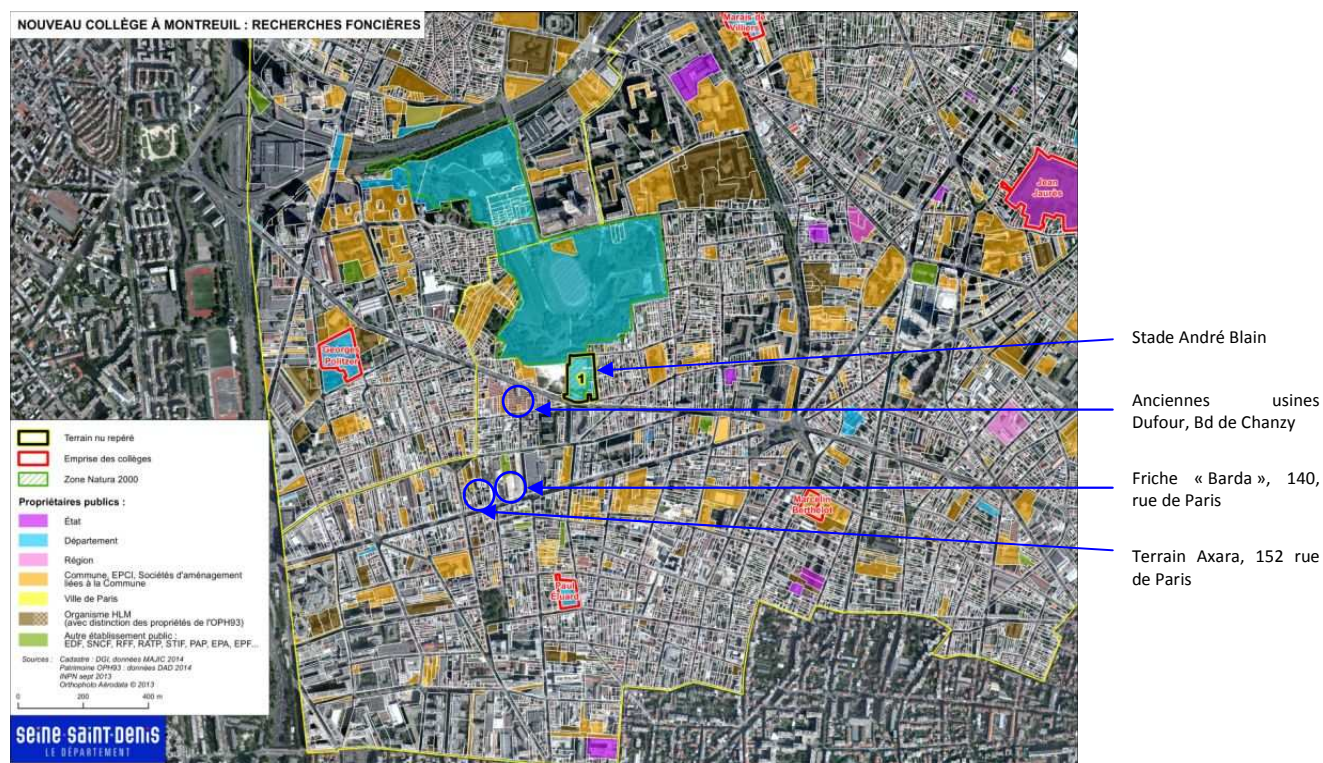 NOUVEAU COLLÈGE À MONTREUIL : RECHERCHES FONCIÈRES
Marais de
Villiers
Jean
Jaurès
Georges
Politzer
1
Marcelin
Berthelot
Paul
Éluard
Stade André Blain
Anciennes usines
Dufour, Bd de Chanzy
Friche « Barda », 140,
rue de Paris
Terrain Axara, 152 rue
de Paris
Terrain nu repéré
Emprise des collèges
Zone Natura 2000
Propriétaires publics :
État
Département
Région
Commune, EPCI, Sociétés d'aménagement
liées à la Commune
Ville de Paris
Organisme HLM
(avec distinction des propriétés de l'OPH93)
Autre établissement public :
EDF, SNCF, RFF, RATP, STIF, PAP, EPA, EPF...
Sources : Cadastre : DGI, données MAJIC 2014
Patrimoine OPH93 : données DAD 2014
INPN sept 2013
Orthophoto Aérodata © 2013
0 200 400 m
seine-saint-denis
LE DÉPARTEMENT